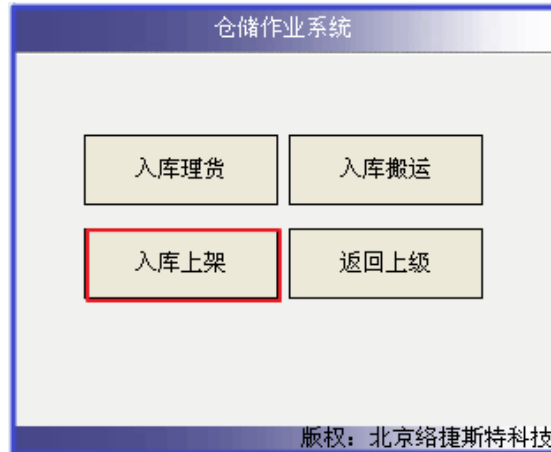 仓储作业系统
入库理货 入库搬运
入库上架 返回上级
版权：北京络捷斯特科技